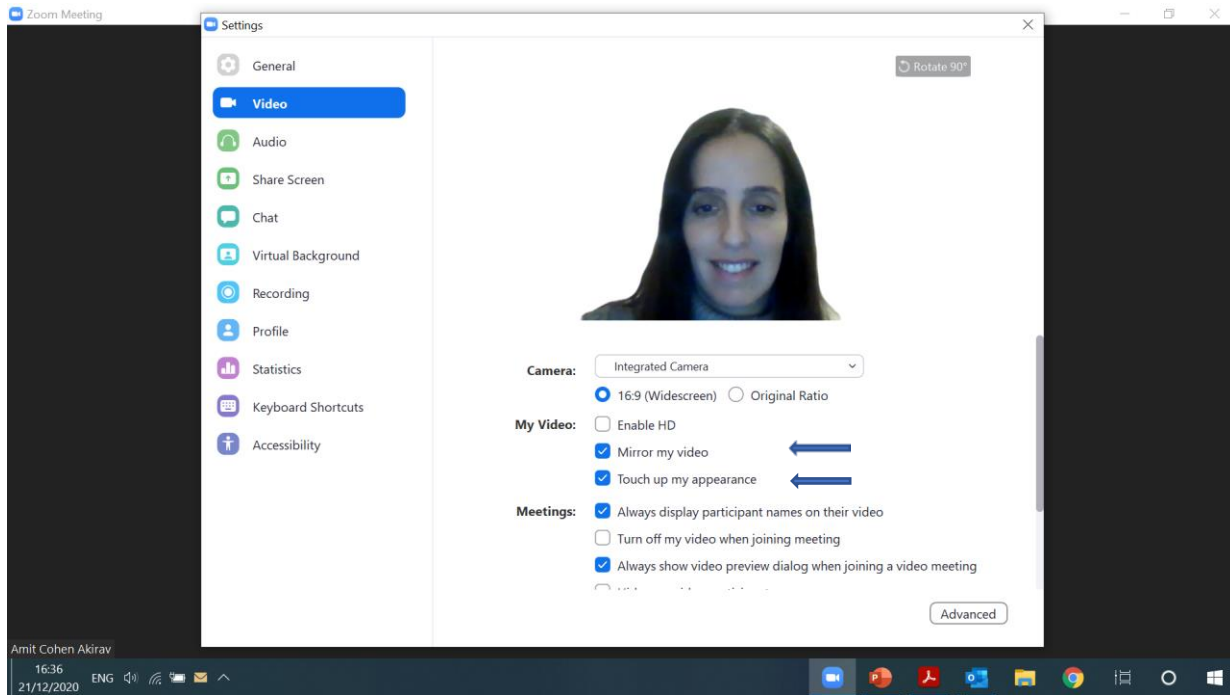 Zoom Meeting
Settings
General
Video
Audio
Share Screen
Chat
Virtual Background
Recording
Profile
Statistics
Keyboard Shortcuts
Accessibility
Rotate 90°
Camera: Integrated Camera
16:9 (Widescreen) Original Ratio
My Video: Enable HD
Mirror my video
Touch up my appearance
Meetings: Always display participant names on their video
Turn off my video when joining meeting
Always show video preview dialog when joining a video meeting
Advanced
Amit Cohen Akirav
16:36
21/12/2020
ENG